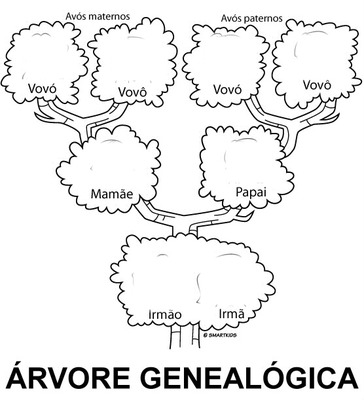 Avós maternos
Avós paternos
Vovó
Vovô
Vovó
Vovô
Mamãe
Papai
irmão
Irmã
© SMARTKIDS
ÁRVORE GENEALÓGICA